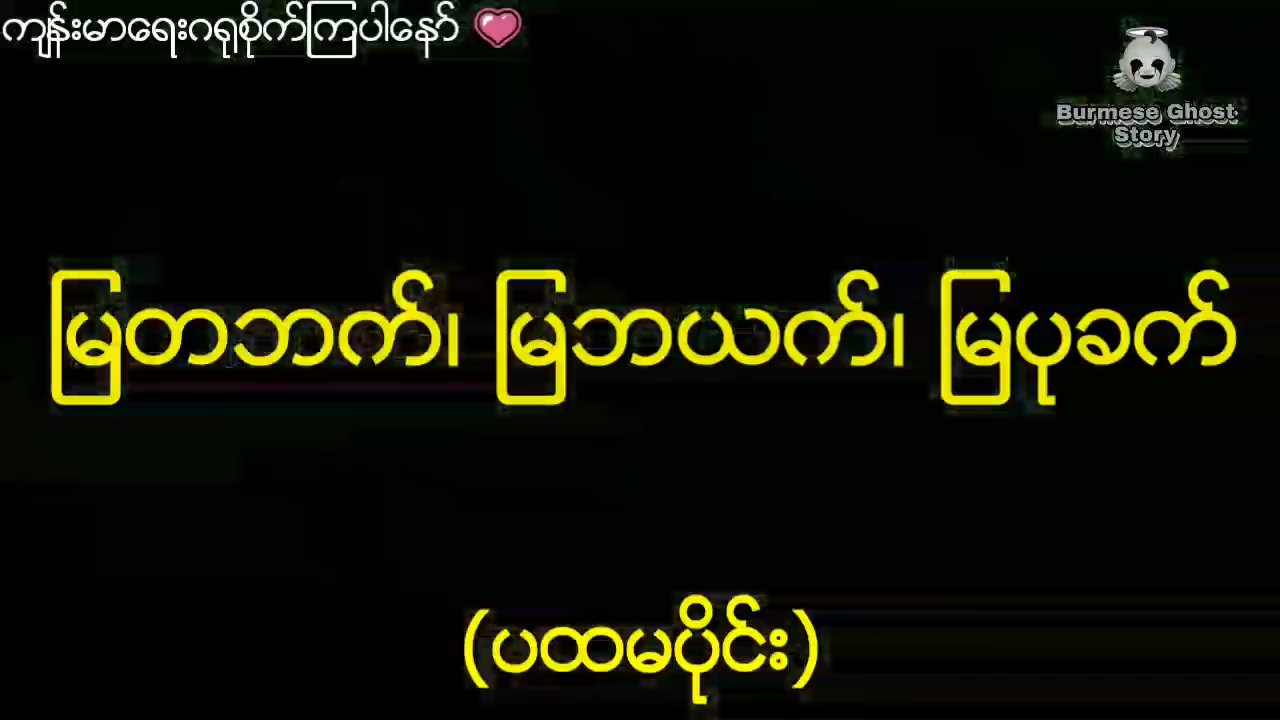 ကျန်းမာရေးဂရုစိုက်ကြပါနော် 💗
Burmese Ghost
Story
မြတဘက်၊ မြဘယက်၊ မြပုခက်
(ပထမပိုင်း)